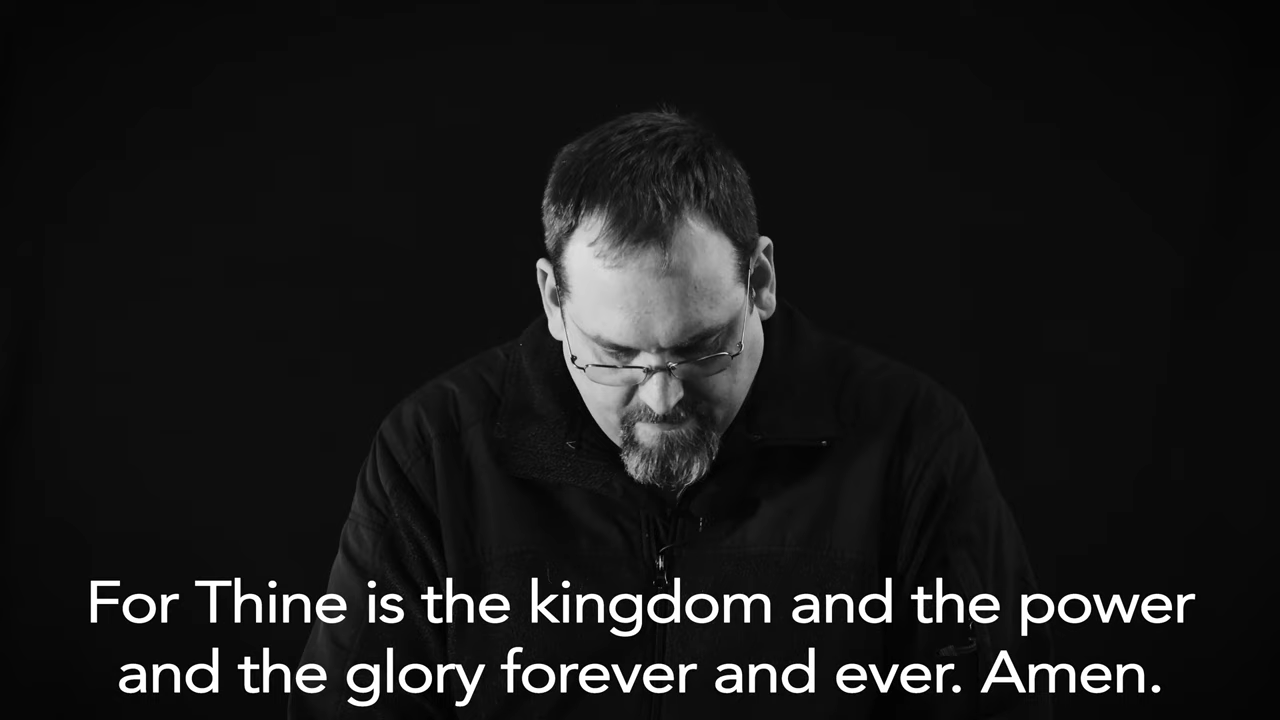 For Thine is the kingdom and the power
and the glory forever and ever. Amen.